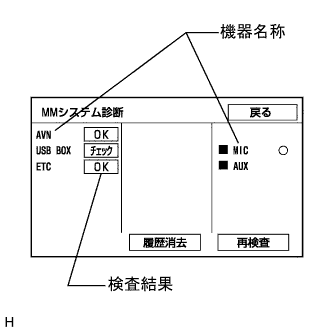 機器名称
MMシステム診断
戻る
AVN OK
USB BOX チェック
ETC OK
■ MIC ○
■ AUX
履歴消去
再検査
検査結果
H